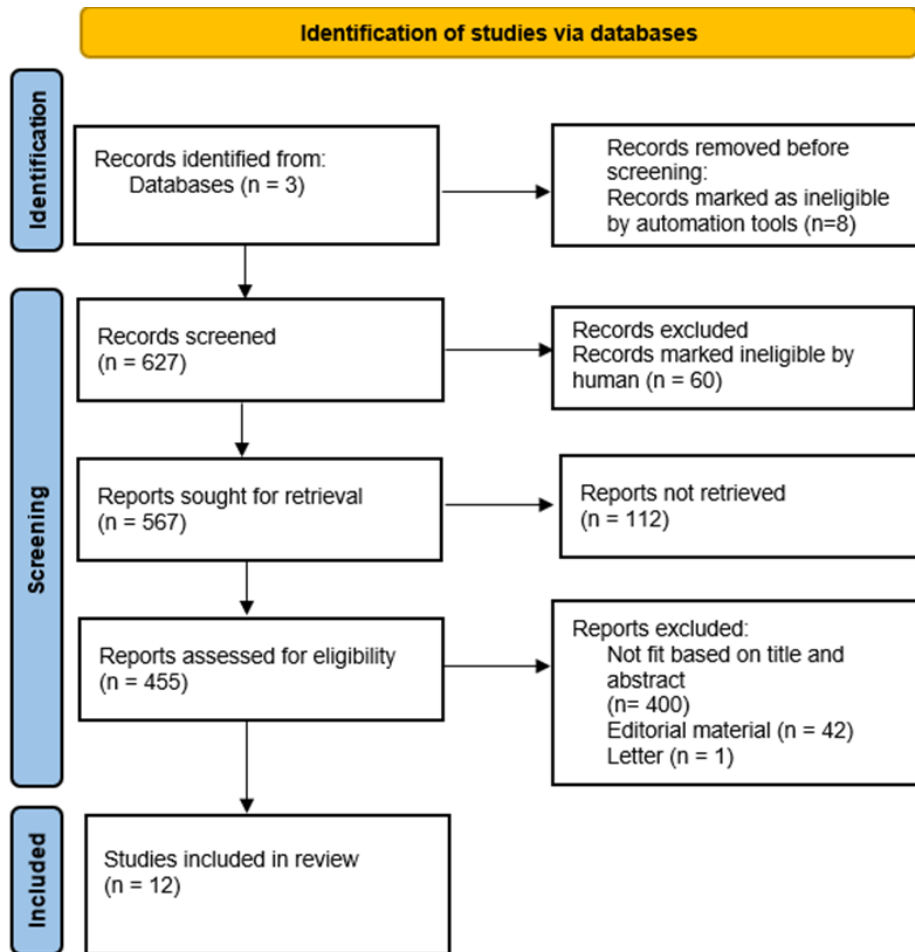 Identification of studies via databases
Identification
Records identified from:
Databases (n = 3)
Records removed before
screening:
Records marked as ineligible
by automation tools (n=8)
Screening
Records screened
(n = 627)
Records excluded
Records marked ineligible by
human (n = 60)
Reports sought for retrieval
(n = 567)
Reports not retrieved
(n = 112)
Reports assessed for eligibility
(n = 455)
Reports excluded:
Not fit based on title and
abstract
(n= 400)
Editorial material (n = 42)
Letter (n = 1)
Included
Studies included in review
(n = 12)